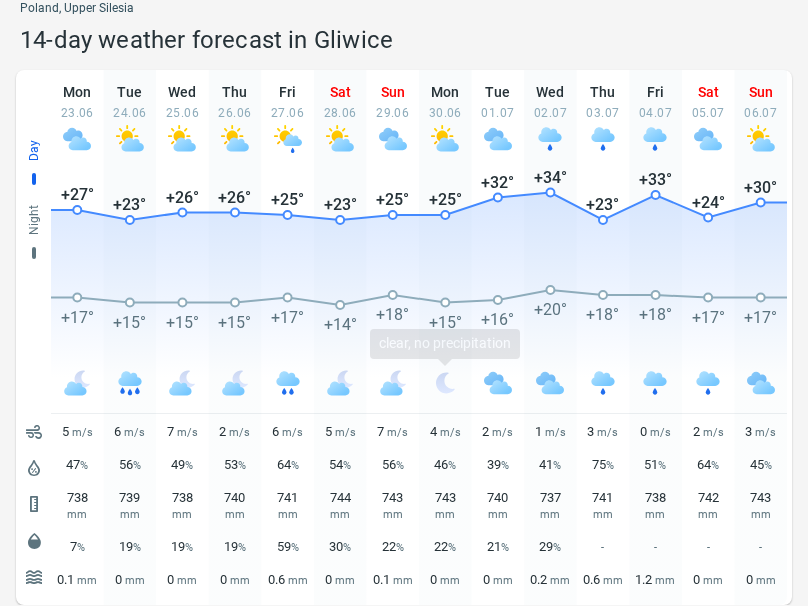 Poland, Upper Silesia
14-day weather forecast in Gliwice
Mon Tue Wed Thu Fri Sat Sun Mon Tue Wed Thu Fri Sat Sun
23.06 24.06 25.06 26.06 27.06 28.06 29.06 30.06 01.07 02.07 03.07 04.07 05.07 06.07
Day
+27° +23° +26° +26° +25° +23° +25° +25° +32° +34° +23° +33° +24° +30°
Night
+17° +15° +15° +15° +17° +14° +18° +15° +16° +20° +18° +18° +17° +17°
clear, no precipitation
5 m/s 6 m/s 7 m/s 2 m/s 6 m/s 5 m/s 7 m/s 4 m/s 2 m/s 1 m/s 3 m/s 0 m/s 2 m/s 3 m/s
47% 56% 49% 53% 64% 54% 56% 46% 39% 41% 75% 51% 64% 45%
738 739 738 740 741 744 743 743 740 737 741 738 742 743
mm mm mm mm mm mm mm mm mm mm mm mm mm mm
7% 19% 19% 19% 59% 30% 22% 22% 21% 29% - - - -
0.1 mm 0 mm 0 mm 0 mm 0.6 mm 0 mm 0.1 mm 0 mm 0 mm 0.2 mm 0.6 mm 1.2 mm 0 mm 0 mm